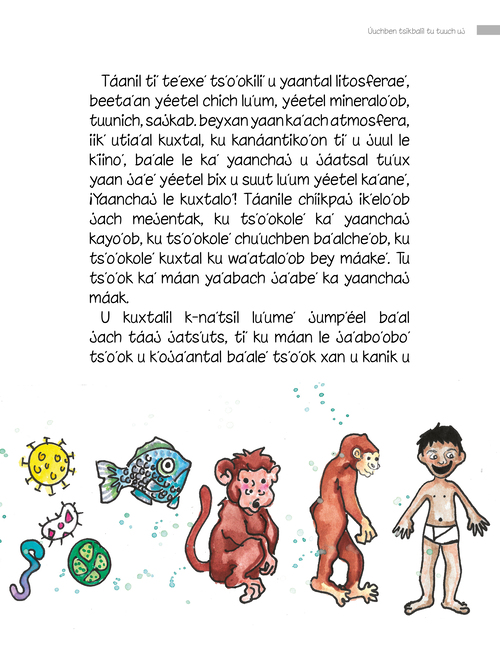 Úuchben tsikbalil tu tuuch uj
Táanil ti' te'exe' ts'o'okili' u yaantal litosferae',
beeta'an yéetel chich lu'um, yéetel mineralo'ob,
tuunich, sajkab. beyxan yaan ka'ach atmosfera,
iik' utia'al kuxtal, ku kanáantiko'on ti' u juul le
k'iino', ba'ale le ka' yaanchaj u jáatsal tu'ux
yaan ja'e' yéetel bix u suut lu'um yéetel ka'ane',
¡Yaanchaj le kuxtalo'! Táanile chíikpaj ik'elo'ob
jach mejentak, ku ts'o'okole' ka' yaanchaj
kayo'ob, ku ts'o'okole' chu'uchben ba'alche'ob, ku
ts'o'okole' kuxtal ku wa'atalo'ob bey máake'. Tu
ts'o'ok ka' máan ya'abach ja'abe' ka yaanchaj
máak.
U kuxtalil k-na'tsil lu'ume' jump'éel ba'al
jach táaj jats'uts, ti' ku máan le ja'abo'obo'
ts'o'ok u k'oja'antal ba'ale' ts'o'ok xan u kanik u